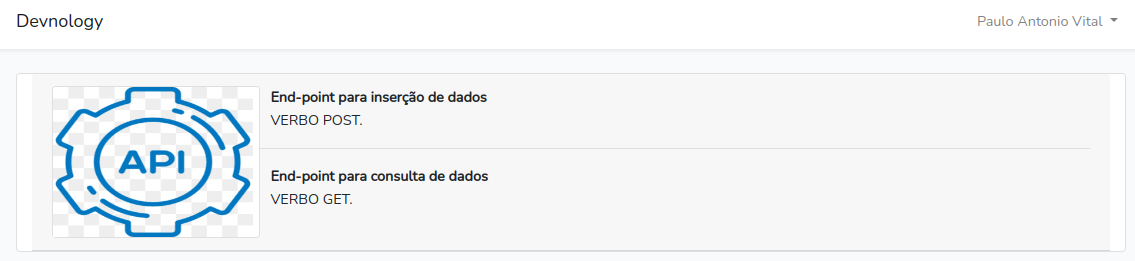 Devnology
Paulo Antonio Vital
API
End-point para inserção de dados
VERBO POST.
End-point para consulta de dados
VERBO GET.